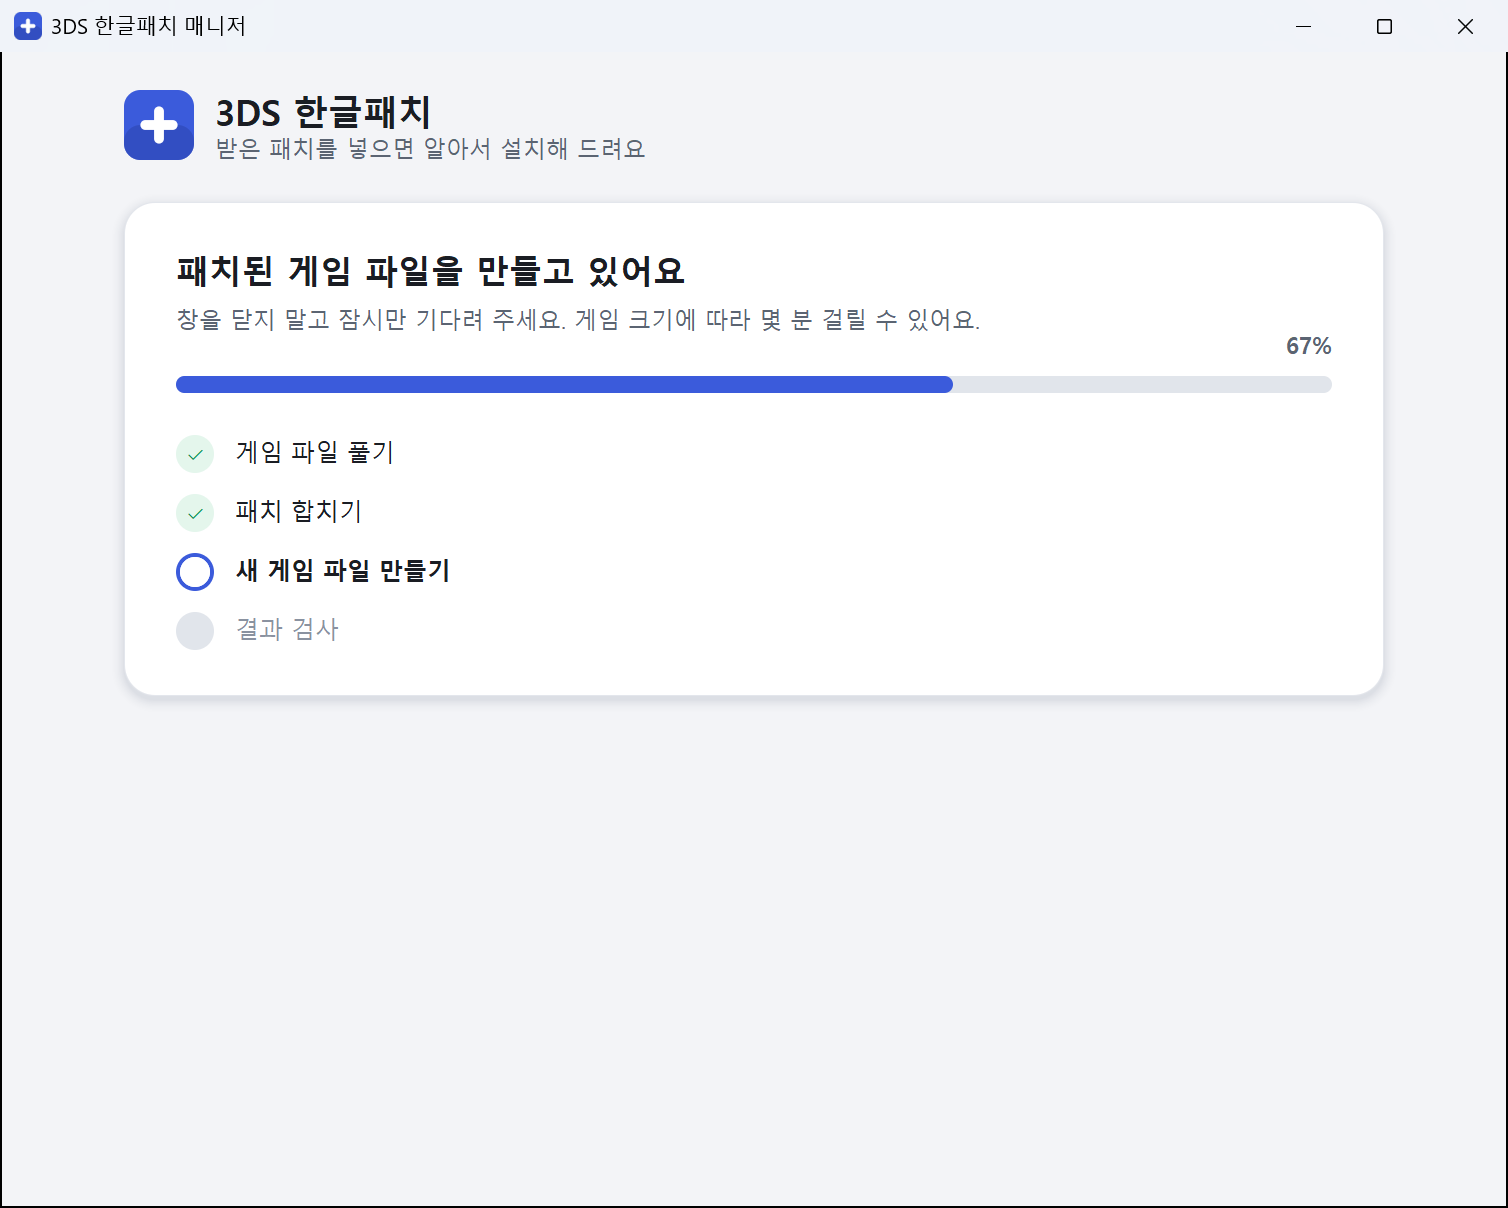 3DS 한글패치 매니저
3DS 한글패치
받은 패치를 넣으면 알아서 설치해 드려요
패치된 게임 파일을 만들고 있어요
창을 닫지 말고 잠시만 기다려 주세요. 게임 크기에 따라 몇 분 걸릴 수 있어요.
67%
게임 파일 풀기
패치 합치기
새 게임 파일 만들기
결과 검사